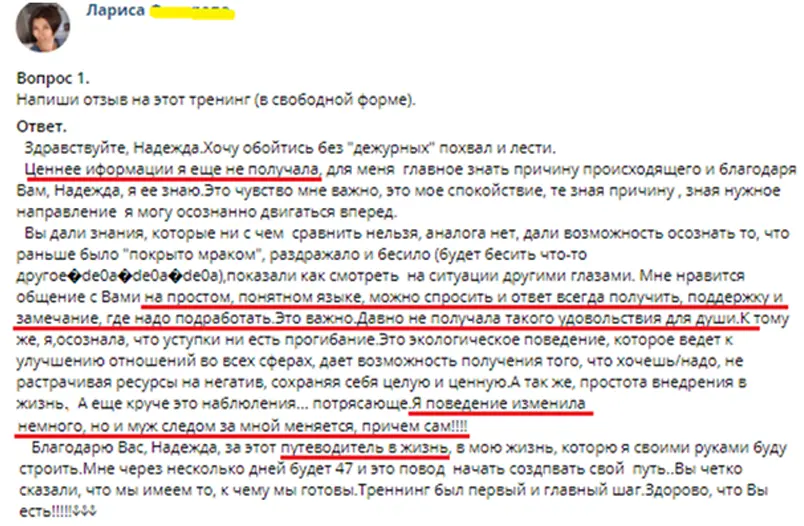 Лариса
Вопрос 1.
Напиши отзыв на этот тренинг (в свободной форме).
Ответ.
Здравствуйте, Надежда.Хочу обойтись без "дежурных" похвал и лести.
Ценнее иформации я еще не получала, для меня главное знать причину происходящего и благодаря
Вам, Надежда, я ее знаю.Это чувство мне важно, это мое спокойствие, те зная причину , зная нужное
направление я могу осознанно двигаться вперед.
Вы дали знания, которые ни с чем сравнить нельзя, аналога нет, дали возможность осознать то, что
раньше было "покрыто мраком", раздражало и бесило (будет бесить что-то
другое�de0a�de0a�de0a),показали как смотреть на ситуации другими глазами. Мне нравится
общение с Вами на простом, понятном языке, можно спросить и ответ всегда получить, поддержку и
замечание, где надо подработать.Это важно.Давно не получала такого удовольствия для души.К тому
же, я,осознала, что уступки ни есть прогибание.Это экологическое поведение, которое ведет к
улучшению отношений во всех сферах, дает возможность получения того, что хочешь/надо, не
растрачивая ресурсы на негатив, сохраняя себя целую и ценную.А так же, простота внедрения в
жизнь、А еще круче это наблюления... потрясающе.Я поведение изменила
немного, но и муж следом за мной меняется, причем сам!!!!
Благодарю Вас, Надежда, за этот путеводитель в жизнь, в мою жизнь, которю я своими руками буду
строить.Мне через несколько дней будет 47 и это повод начать создпвать свой путь..Вы четко
сказали, что мы имеем то, к чему мы готовы.Треннинг был первый и главный шаг.Здорово, что Вы
есть!!!!!↓↓↓